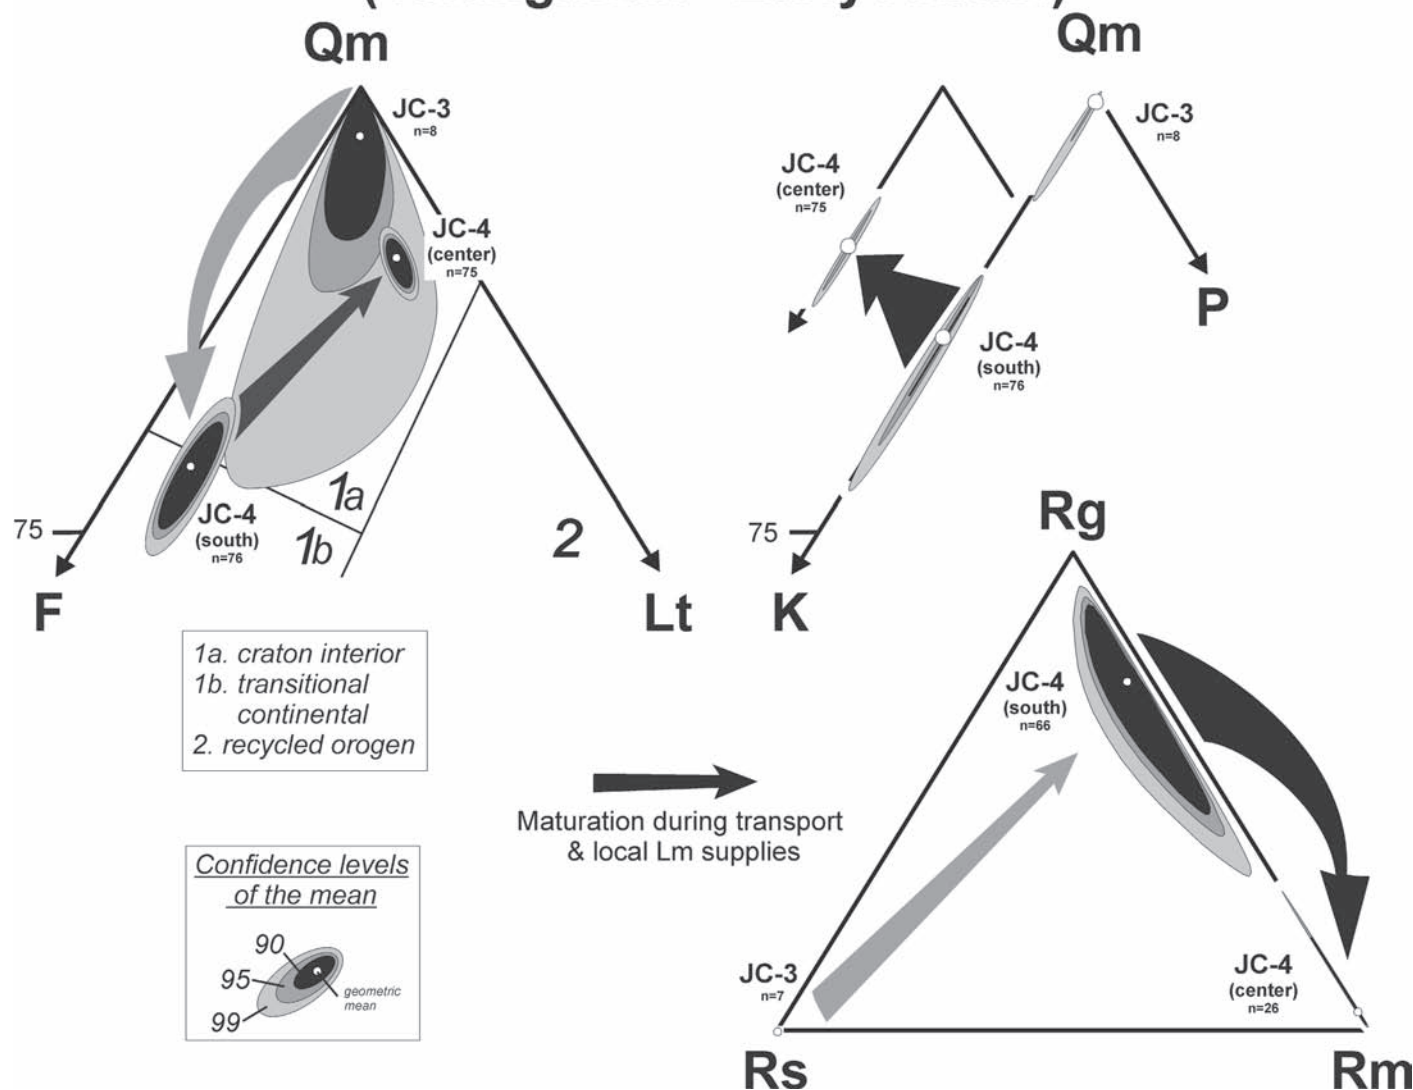 Qm
JC-3
n=8
JC-4
(center)
n=75
JC-4
(south)
n=76
75
1a
1b
2
F
Lt
Qm
JC-3
n=8
JC-4
(center)
n=75
P
JC-4
(south)
n=76
75
K
1a. craton interior
1b. transitional
continental
2. recycled orogen
Maturation during transport
& local Lm supplies
Confidence levels
of the mean
90
95
99
geometric
mean
Rg
JC-4
(south)
n=66
JC-3
n=7
JC-4
(center)
n=26
Rs
Rm